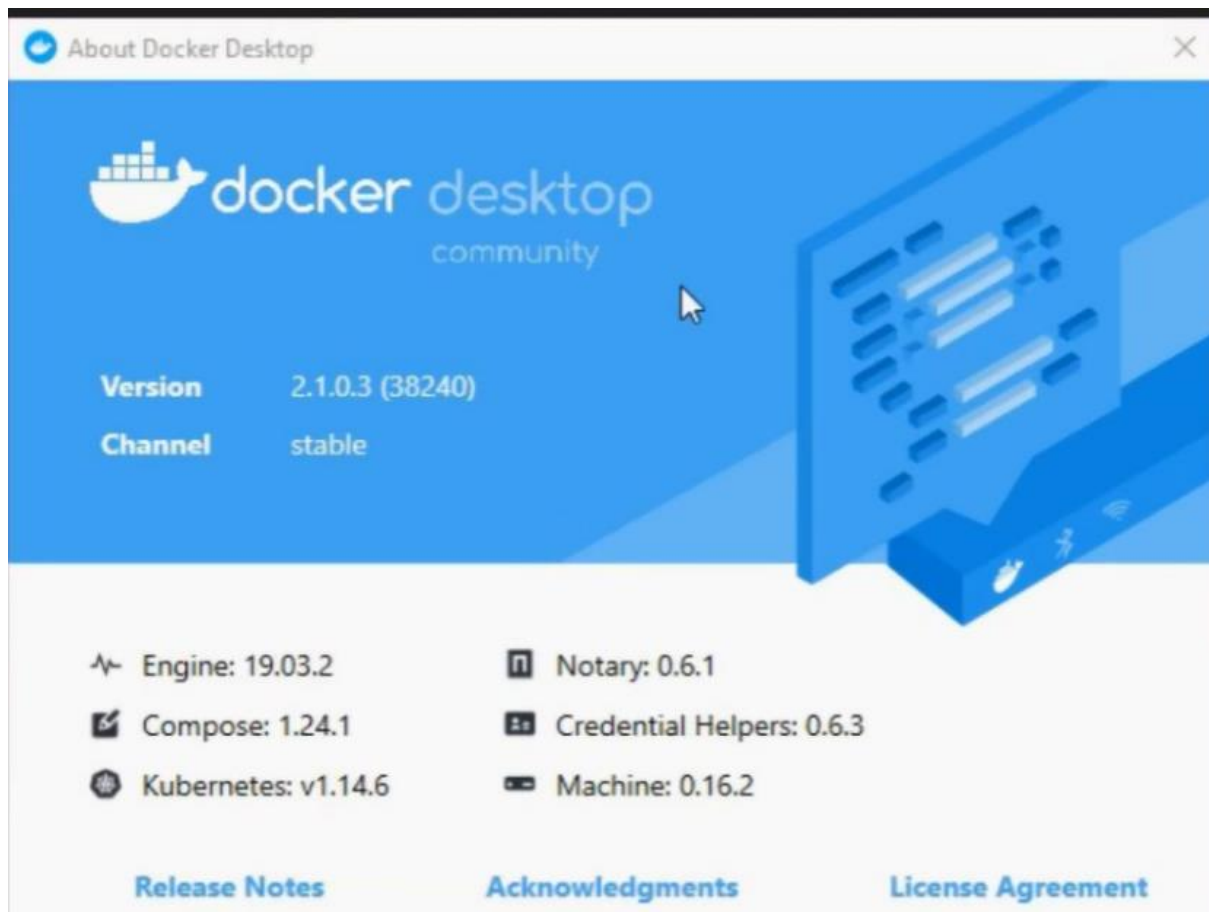 About Docker Desktop
docker desktop
community
Version 2.1.0.3 (38240)
Channel stable
Engine: 19.03.2 Notary: 0.6.1
Compose: 1.24.1 Credential Helpers: 0.6.3
Kubernetes: v1.14.6 Machine: 0.16.2
Release Notes Acknowledgments License Agreement